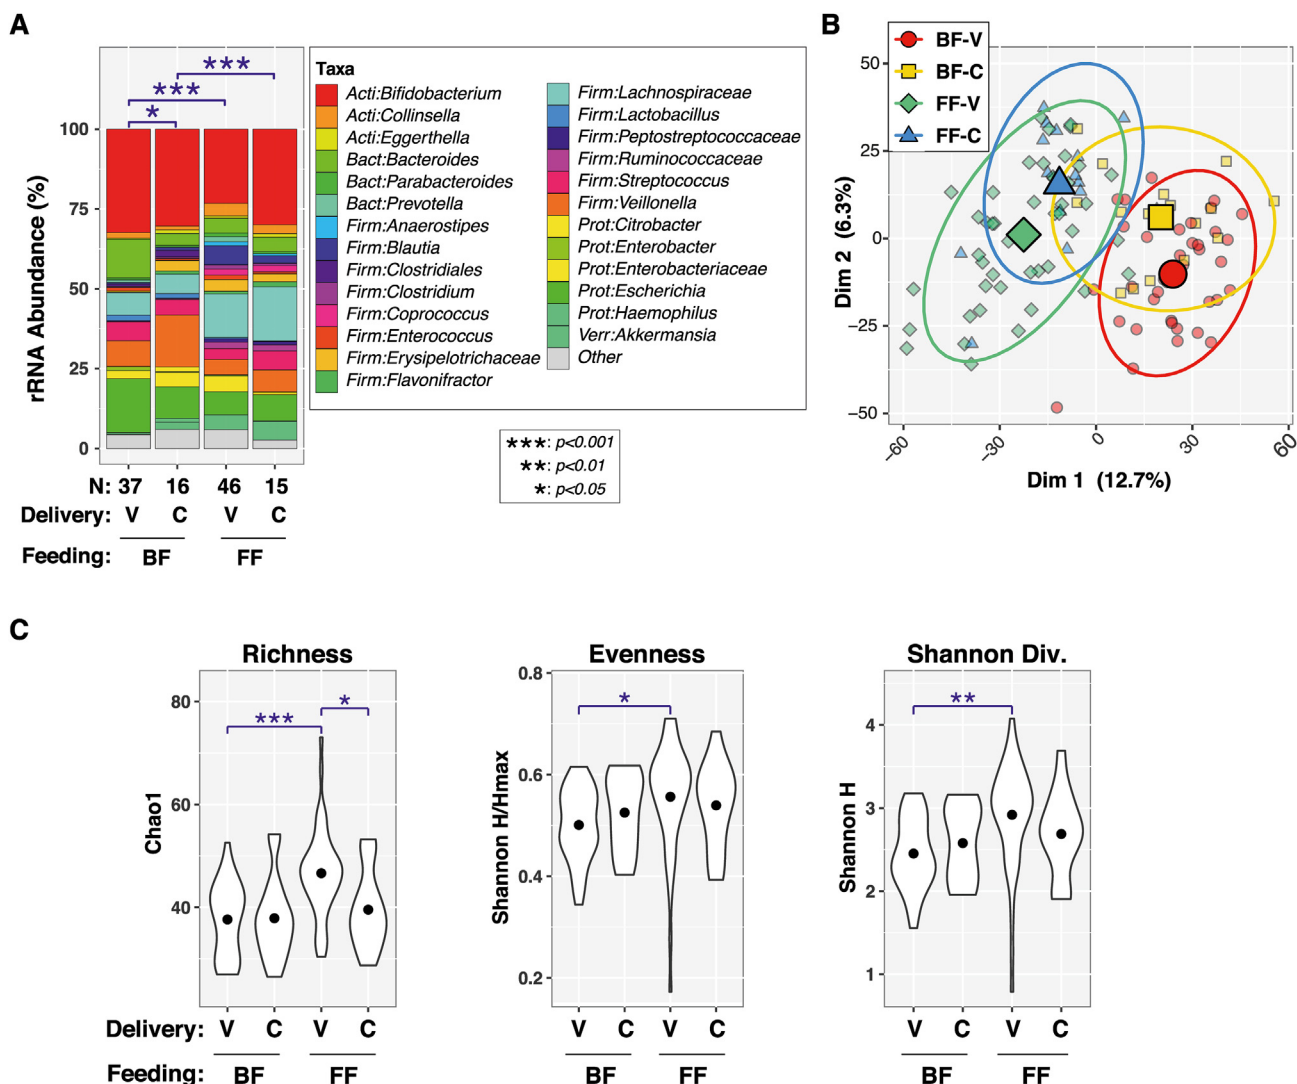 A
*** 
***
*
100
75
50
25
0
rRNA Abundance (%)
N: 37 16 46 15
Delivery: V C V C
Feeding: BF FF
Taxa
Acti:Bifidobacterium
Acti:Collinsella
Acti:Eggerthella
Bact:Bacteroides
Bact:Parabacteroides
Bact:Prevotella
Firm:Anaerostipes
Firm:Blautia
Firm:Clostridiales
Firm:Clostridium
Firm:Coprococcus
Firm:Enterococcus
Firm:Erysipelotrichaceae
Firm:Flavonifractor
Firm:Lachnospiraceae
Firm:Lactobacillus
Firm:Peptostreptococcaceae
Firm:Ruminococcaceae
Firm:Streptococcus
Firm:Veillonella
Prot:Citrobacter
Prot:Enterobacter
Prot:Enterobacteriaceae
Prot:Escherichia
Prot:Haemophilus
Verr:Akkermansia
Other
***: p<0.001
**: p<0.01
*: p<0.05
B
BF-V
BF-C
FF-V
FF-C
50
25
0
−25
−50
Dim 2 (6.3%)
−60 −30 0 30 60
Dim 1 (12.7%)
C
Richness
***
*
80
60
40
Chao1
Delivery: V C V C
Feeding: BF FF
Evenness
*
0.8
0.6
0.4
0.2
Shannon H/Hmax
V C V C
BF FF
Shannon Div.
**
4
3
2
1
Shannon H
V C V C
BF FF